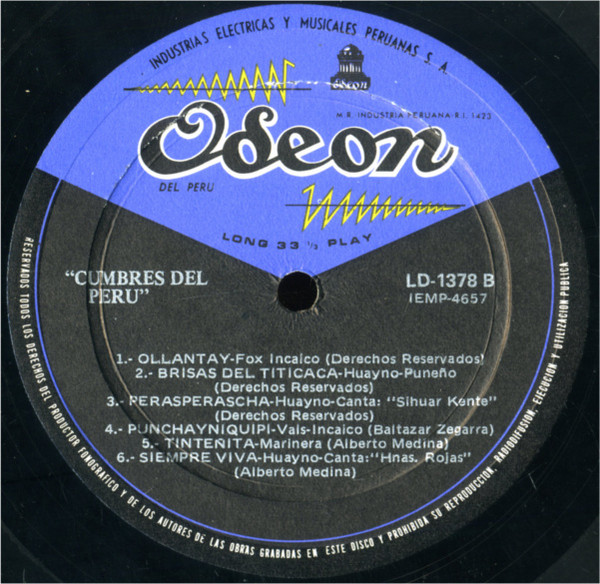 INDUSTRIAS ELECTRICAS Y MUSICALES PERUANAS S. A.
Odeon
M.R. INDUSTRIA PERUANA-R.I. 1423
Odeon
DEL PERU
LONG 33 1/3 PLAY
"CUMBRES DEL
PERU"
LD-1378 B
IEMP-4657
1.- OLLANTAY-Fox Incaico (Derechos Reservados)
2.- BRISAS DEL TITICACA-Huayno-Puneño
(Derechos Reservados)
3.- PERASPERASCHA-Huayno-Canta: "Sihuar Kente"
(Derechos Reservados)
4.- PUNCHAYNIQUIPI-Vals-Incaico (Baltazar Zegarra)
5.- TINTEÑITA-Marinera (Alberto Medina)
6.- SIEMPRE VIVA-Huayno-Canta:"Hnas. Rojas"
(Alberto Medina)
RESERVADOS TODOS LOS DERECHOS DEL PRODUCTOR FONOGRAFICO Y DE LOS AUTORES DE LAS OBRAS GRABADAS EN ESTE DISCO Y PROHIBIDA SU REPRODUCCION, RADIODIFUSION, EJECUCION Y UTILIZACION PUBLICA